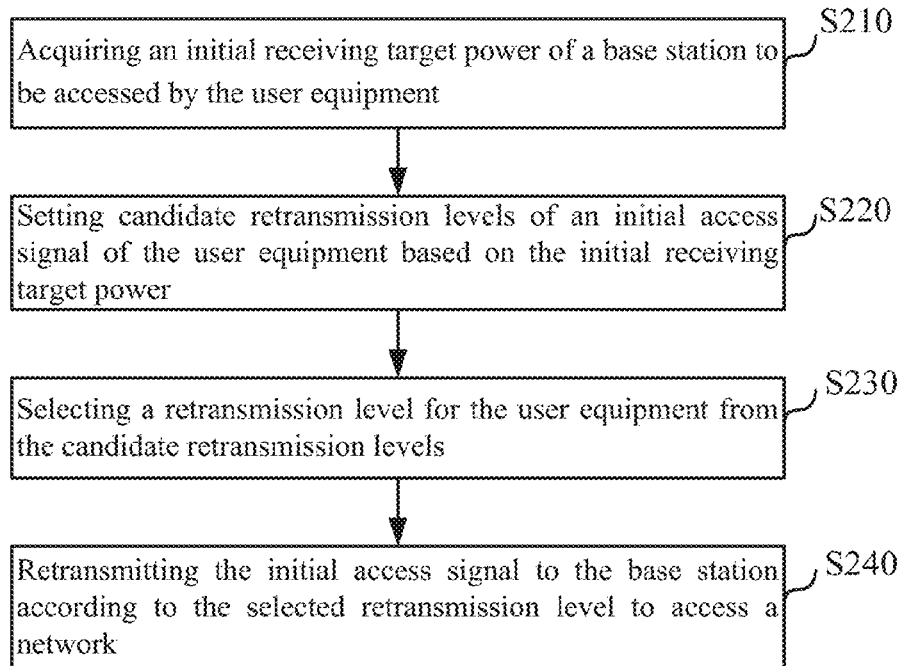 S210
Acquiring an initial receiving target power of a base station to
be accessed by the user equipment
S220
Setting candidate retransmission levels of an initial access
signal of the user equipment based on the initial receiving
target power
S230
Selecting a retransmission level for the user equipment from
the candidate retransmission levels
S240
Retransmitting the initial access signal to the base station
according to the selected retransmission level to access a
network